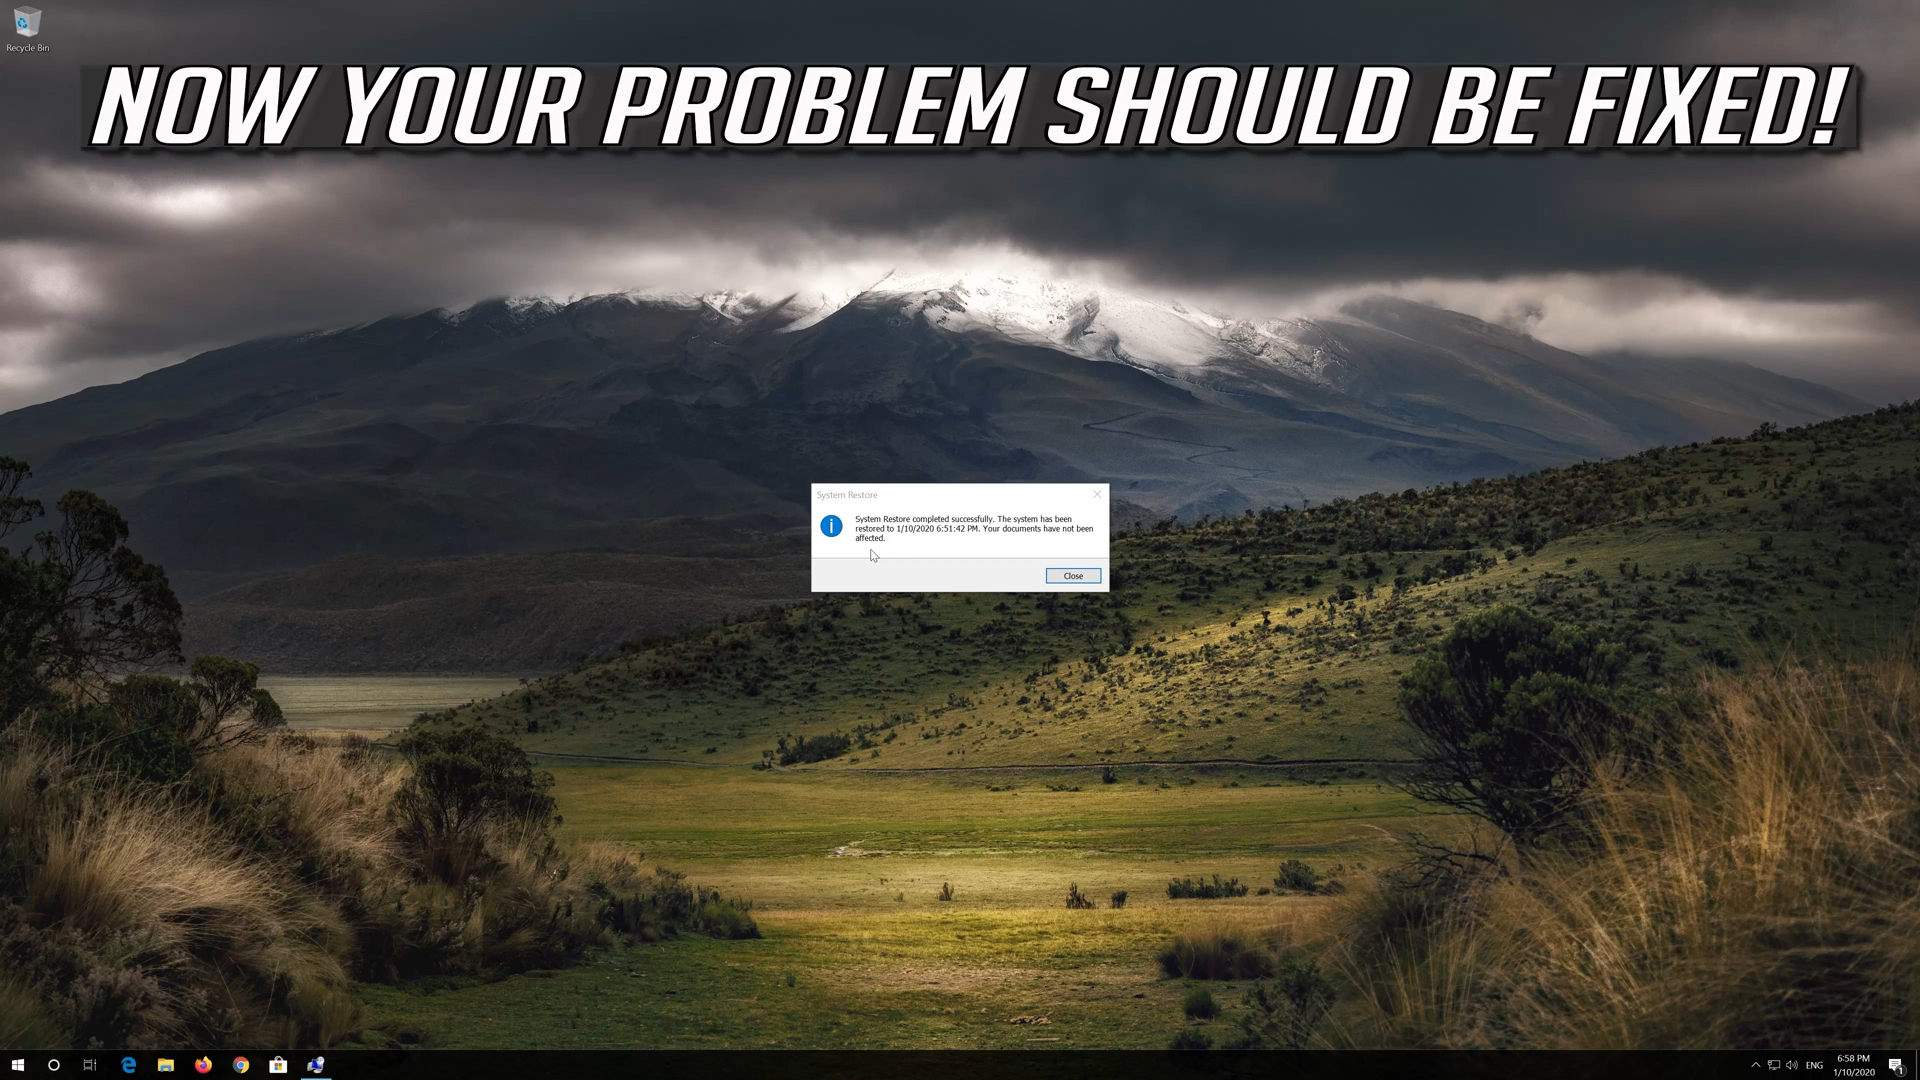 Recycle Bin
NOW YOUR PROBLEM SHOULD BE FIXED!
System Restore
System Restore completed successfully. The system has been
restored to 1/10/2020 6:51:42 PM. Your documents have not been
affected.
Close
ENG
6:58 PM
1/10/2020
1